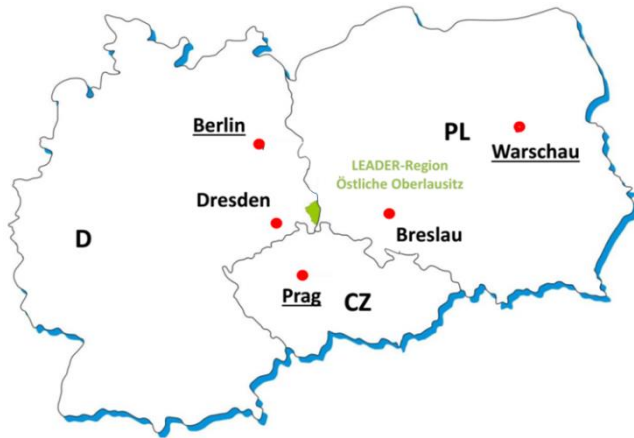 Berlin
PL
Warschau
LEADER-Region
Östliche Oberlausitz
Dresden
D
Breslau
Prag
CZ